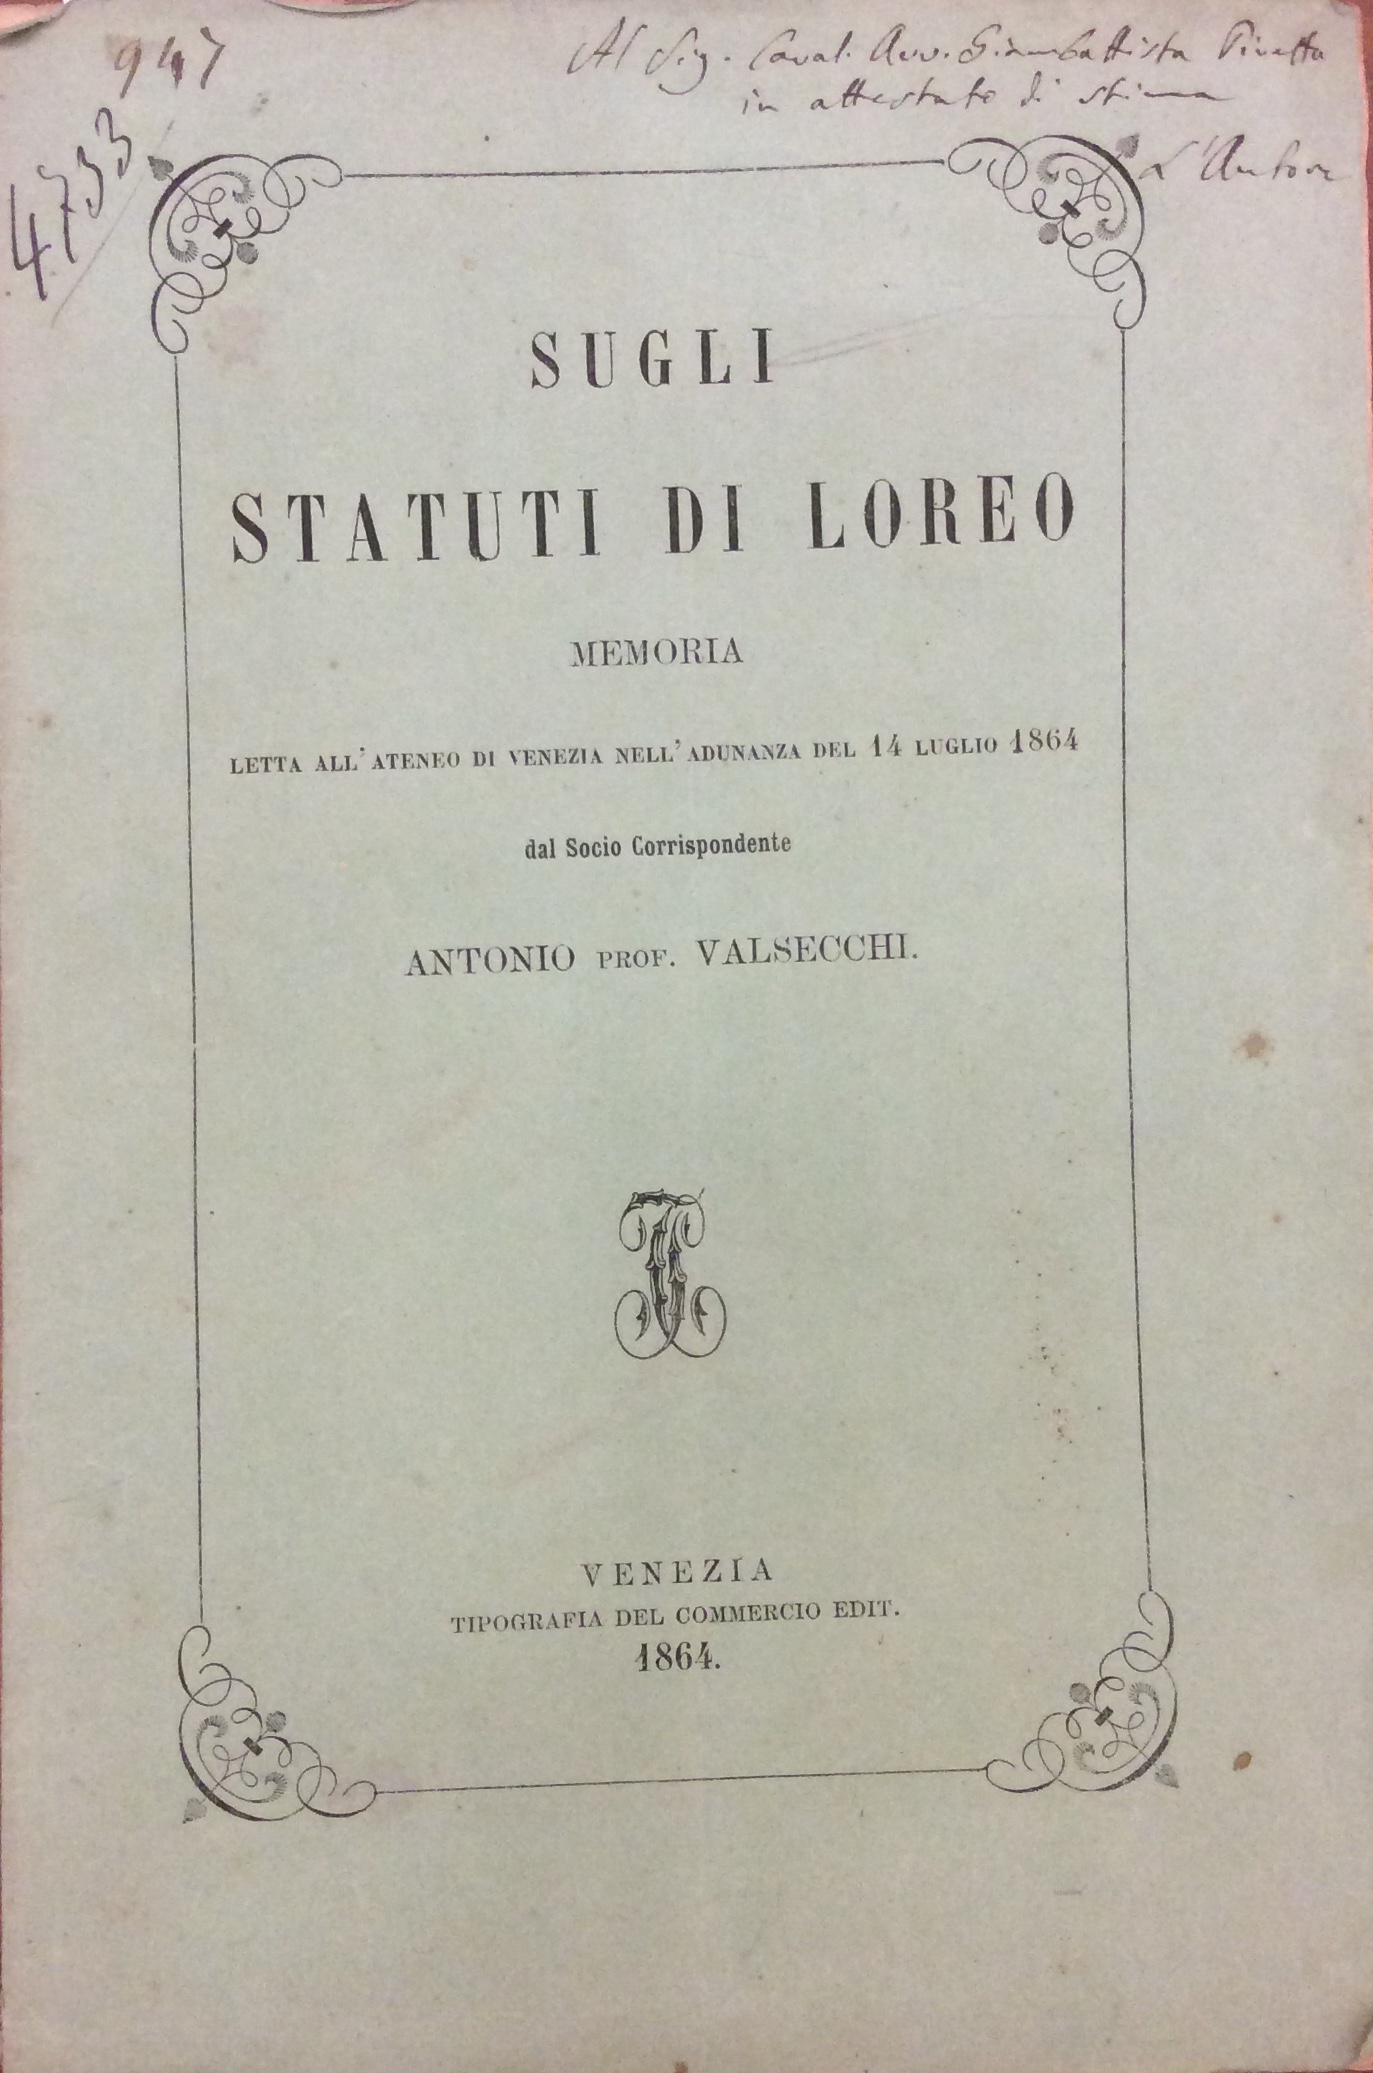 947
4733
Al Sig. Caval. Avv. Giambattista
in attestato di stima
L'Autore
SUGLI
STATUTI DI LOREO
MEMORIA
LETTA ALL'ATENEO DI VENEZIA NELL'ADUNANZA DEL 14 LUGLIO 1864
dal Socio Corrispondente
ANTONIO PROF. VALSECCHI.
VENEZIA
TIPOGRAFIA DEL COMMERCIO EDIT.
1864.